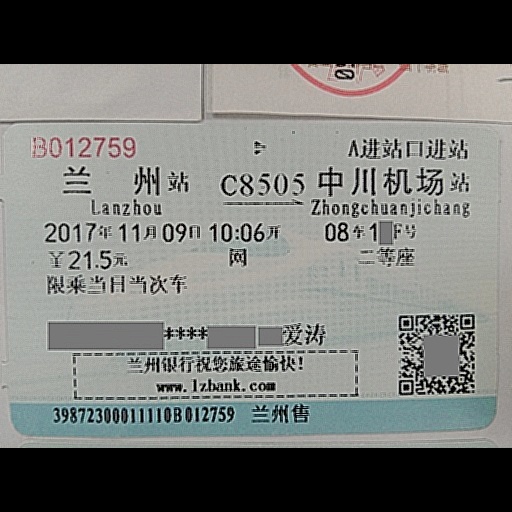 B012759
A进站口进站
兰州站 C8505 中川机场站
Lanzhou Zhongchuanjichang
2017年11月09日10:06开 08车1 F号
￥21.5元 网 二等座
限乘当日当次车
**** 爱涛
兰州银行祝您旅途愉快!
www.lzbank.com
39872300011110B012759 兰州售